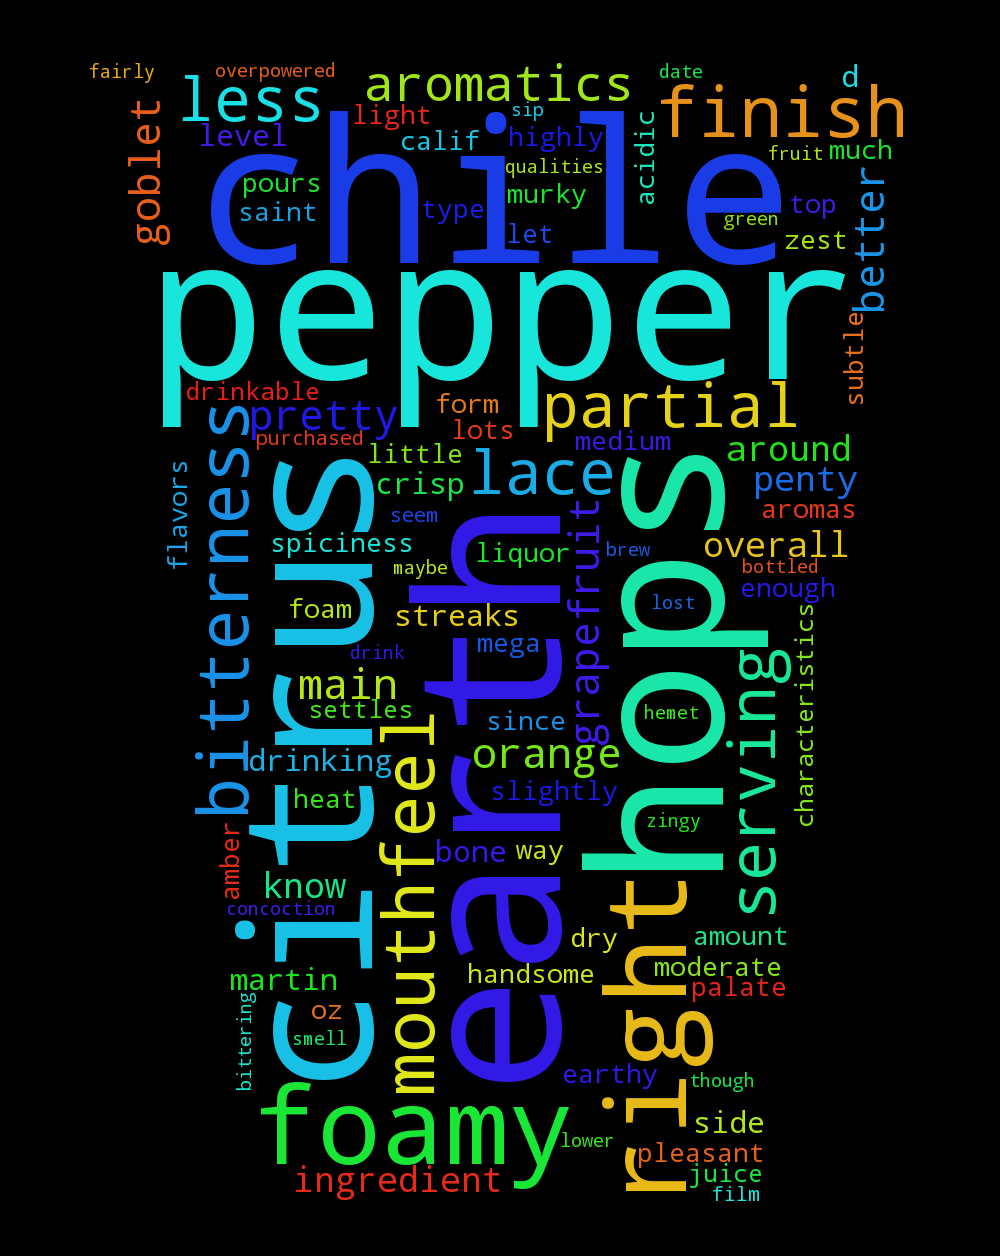 fairly
overpowered
aromatics
date
d
less
finish
goblet
light
sip
acidic
level
calif
highly
fruit
much
chile
qualities
pours
murky
better
saint
type
green
top
let
zest
pepper
subtle
drinkable
pretty
form
partial
purchased
lots
medium
around
bitterness
little
lace
flavors
citrus
crisp
hops
penty
seem
earth
grapefruit
aromas
spiciness
liquor
brew
overall
maybe
bottled
enough
foam
streaks
lost
characteristics
drink
mega
main
settles
since
hemet
serving
drinking
orange
heat
mouthfeel
slightly
zingy
amber
bone
way
know
concoction
right
dry
amount
martin
handsome
moderate
palate
bittering
oz
smell
earthy
though
foamy
side
lower
pleasant
ingredient
juice
film